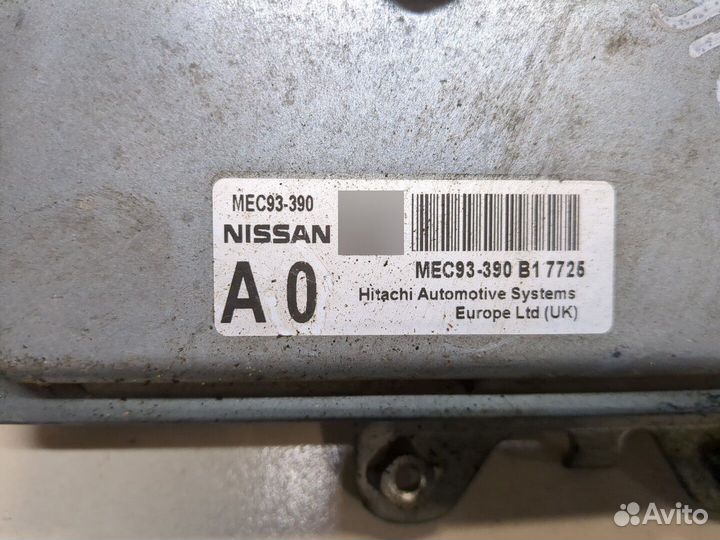 MEC93-390
NISSAN
A 0
MEC93-390 B1 7725
Hitachi Automotive Systems
Europe Ltd (UK)
Avito